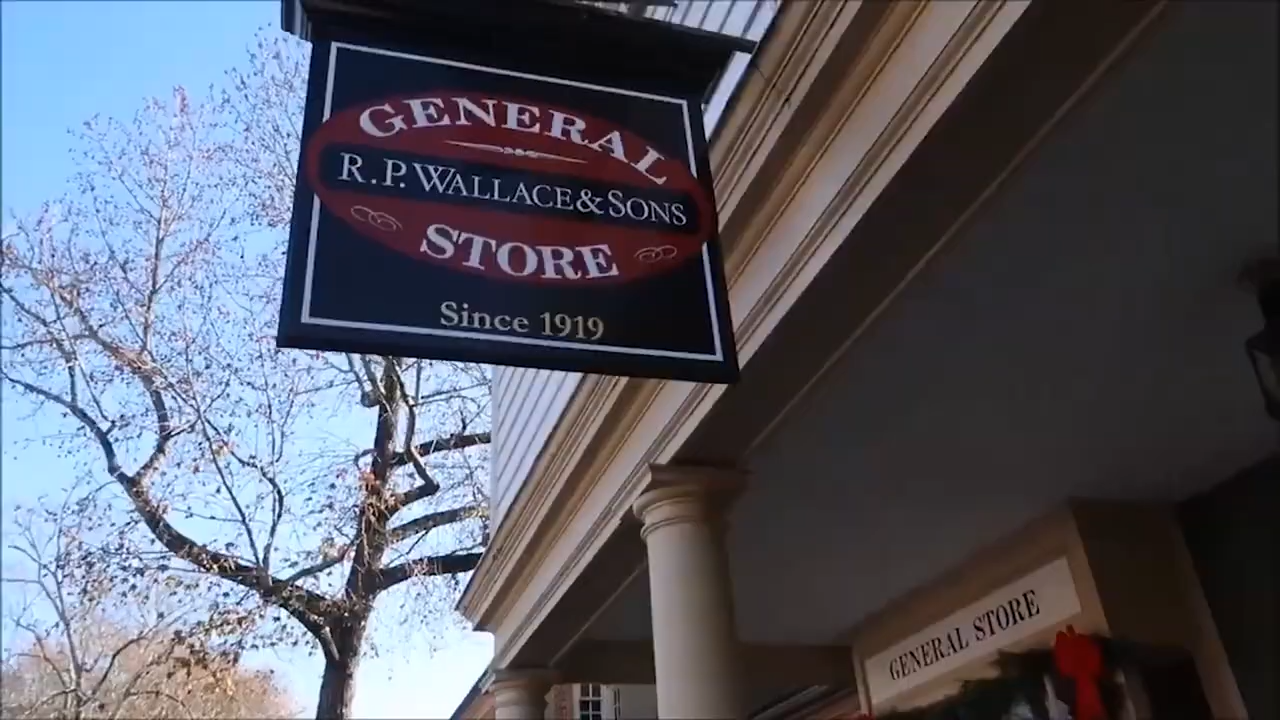 GENERAL
R.P. WALLACE & SONS
STORE
Since 1919
GENERAL STORE